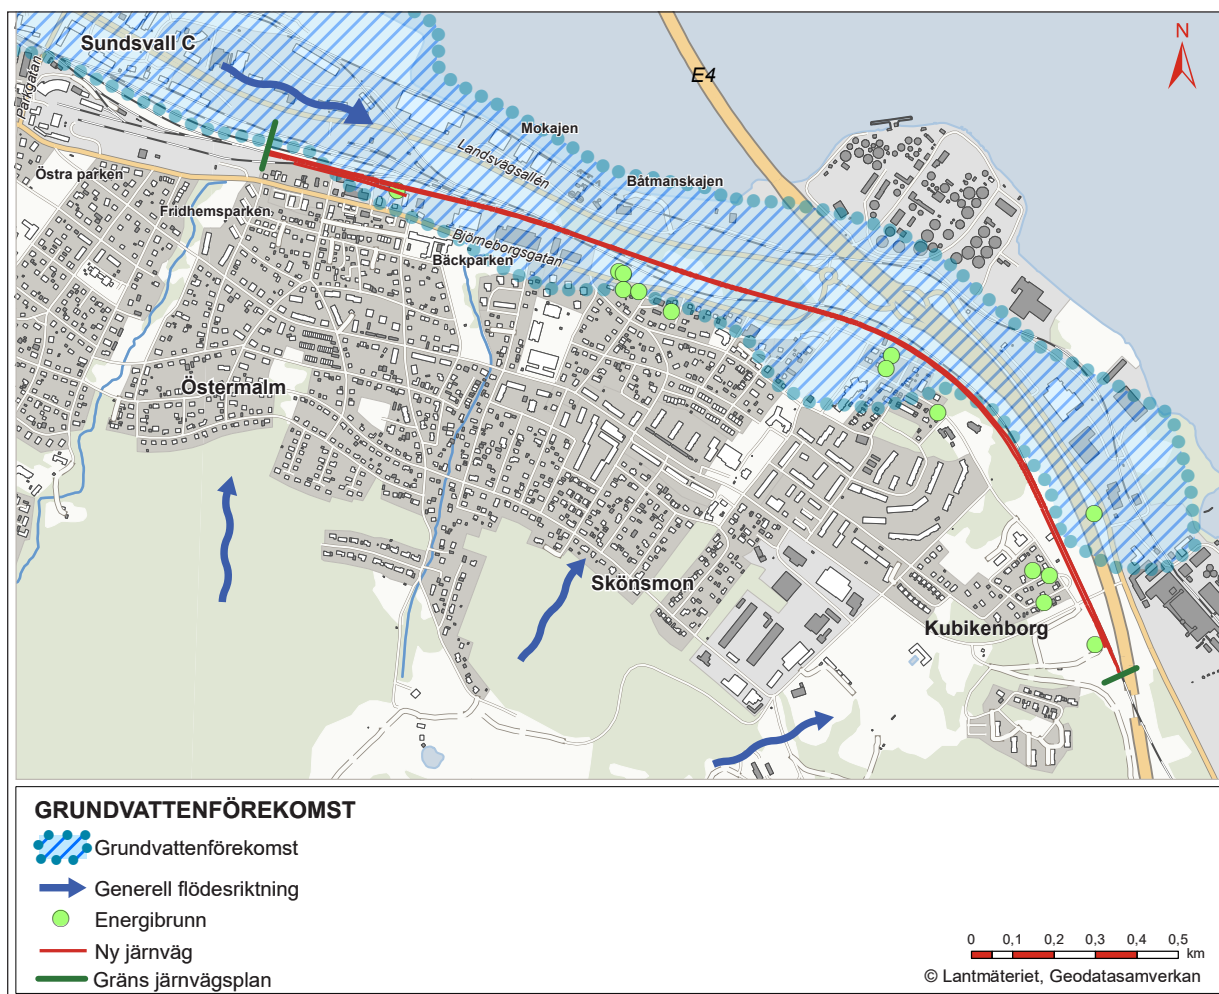 Sundsvall C
N
E4
Parkgatan
Mokajen
Landsvägsallén
Östra parken
Båtmanskajen
Fridhemsparken
Björneborgsgatan
Bäckparken
Östermalm
Skönsmon
Kubikenborg
GRUNDVATTENFÖREKOMST
Grundvattenförekomst
Generell flödesriktning
Energibrunn
Ny järnväg
Gräns järnvägsplan
0 0,1 0,2 0,3 0,4 0,5
km
© Lantmäteriet, Geodatasamverkan